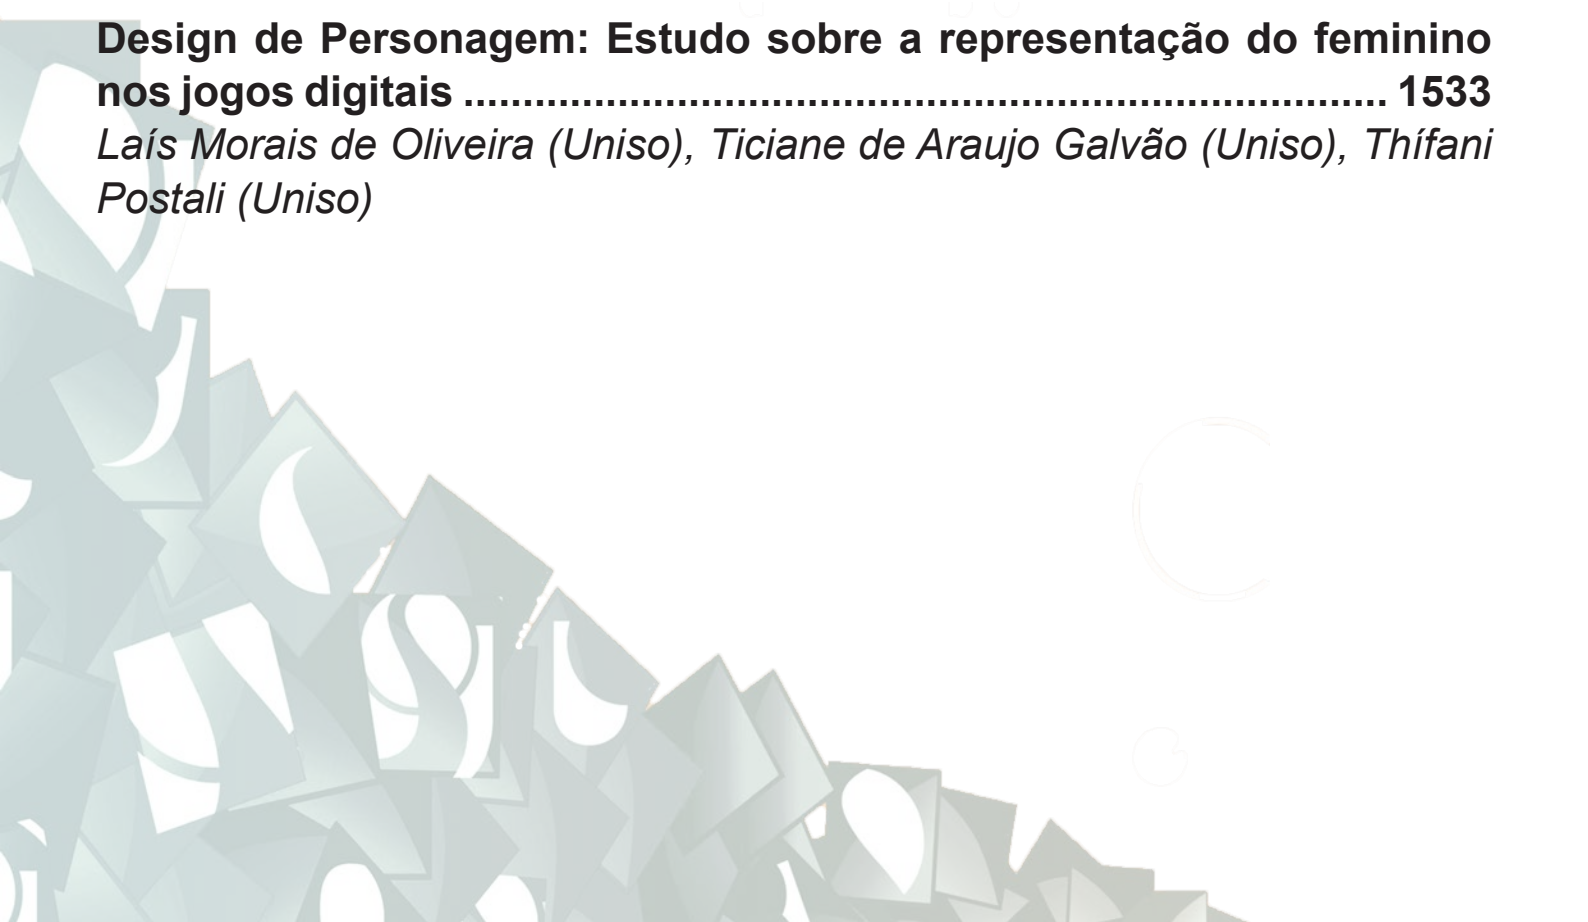 Design de Personagem: Estudo sobre a representação do feminino
nos jogos digitais .............................................................................. 1533
Laís Morais de Oliveira (Uniso), Ticiane de Araujo Galvão (Uniso), Thífani
Postali (Uniso)